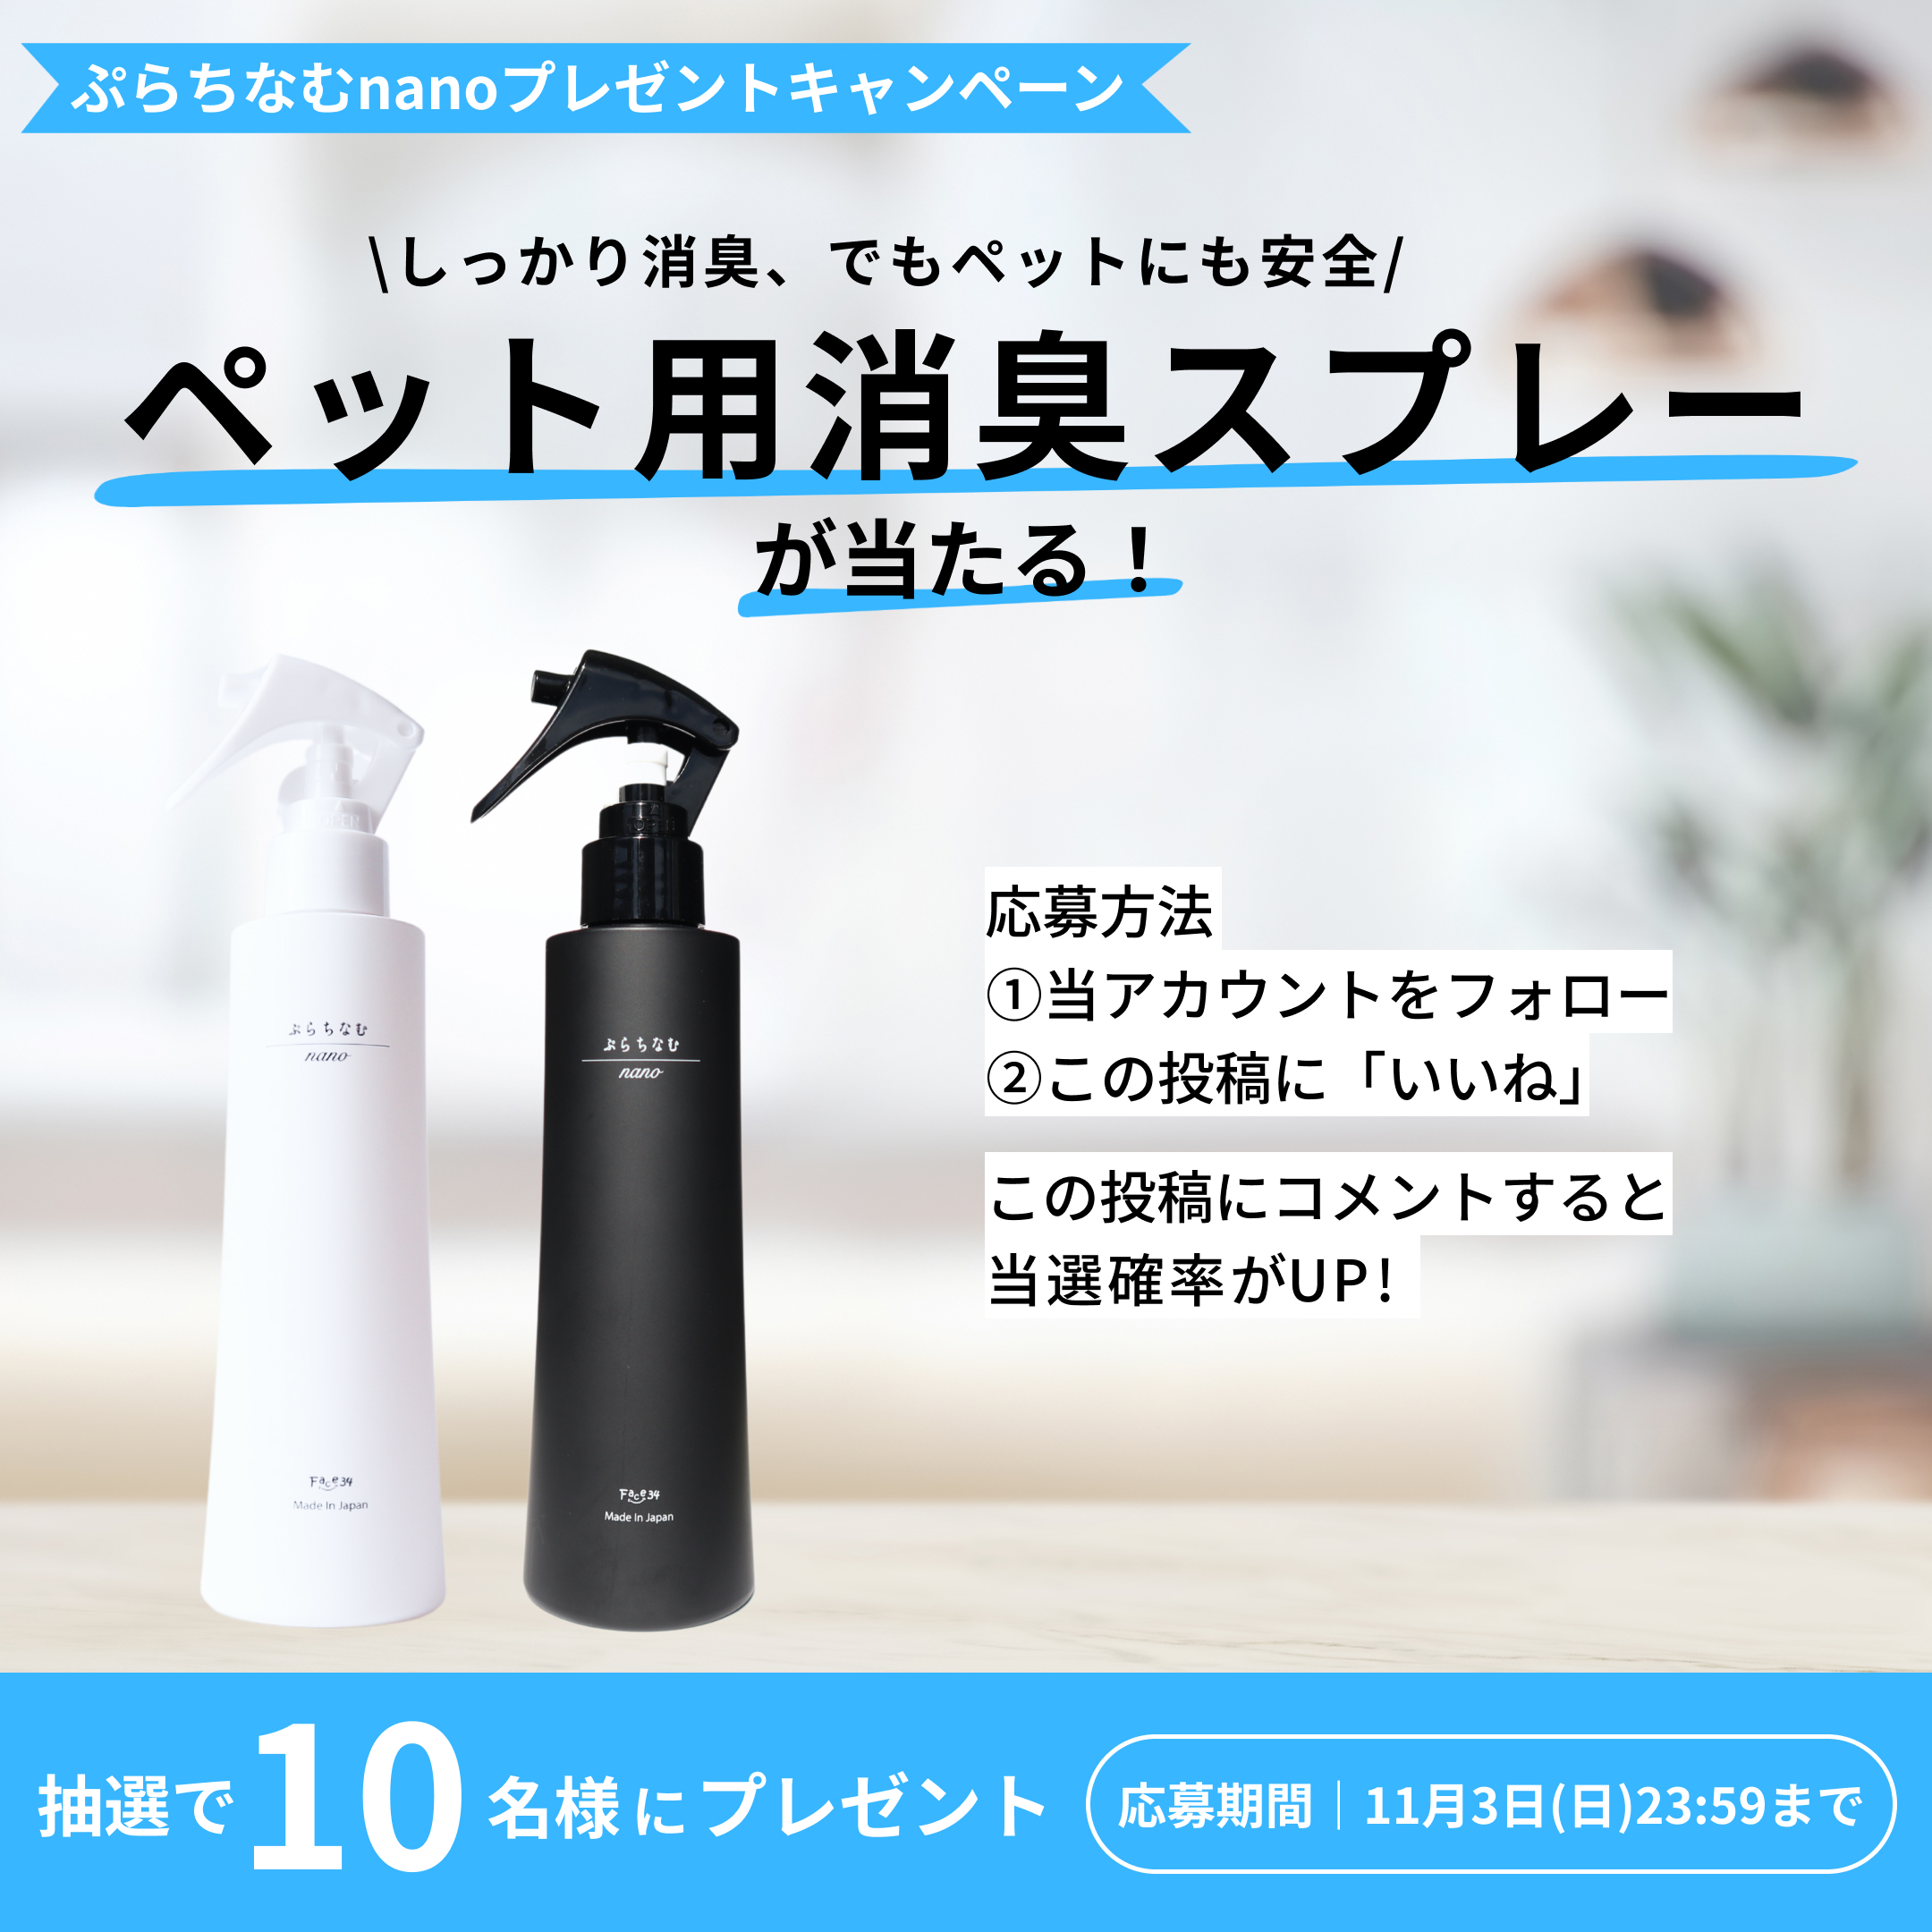 ぷらちなむnanoプレゼントキャンペーン
\しっかり消臭、でもペットにも安全/
ペット用消臭スプレー
が当たる！
OPEN
ぷらちなむ
nano
Face34
Made In Japan
ぷらちなむ
nano
Face34
Made In Japan
応募方法
①当アカウントをフォロー
②この投稿に「いいね」
この投稿にコメントすると
当選確率がUP!
抽選で10名様にプレゼント
応募期間｜11月3日(日)23:59まで